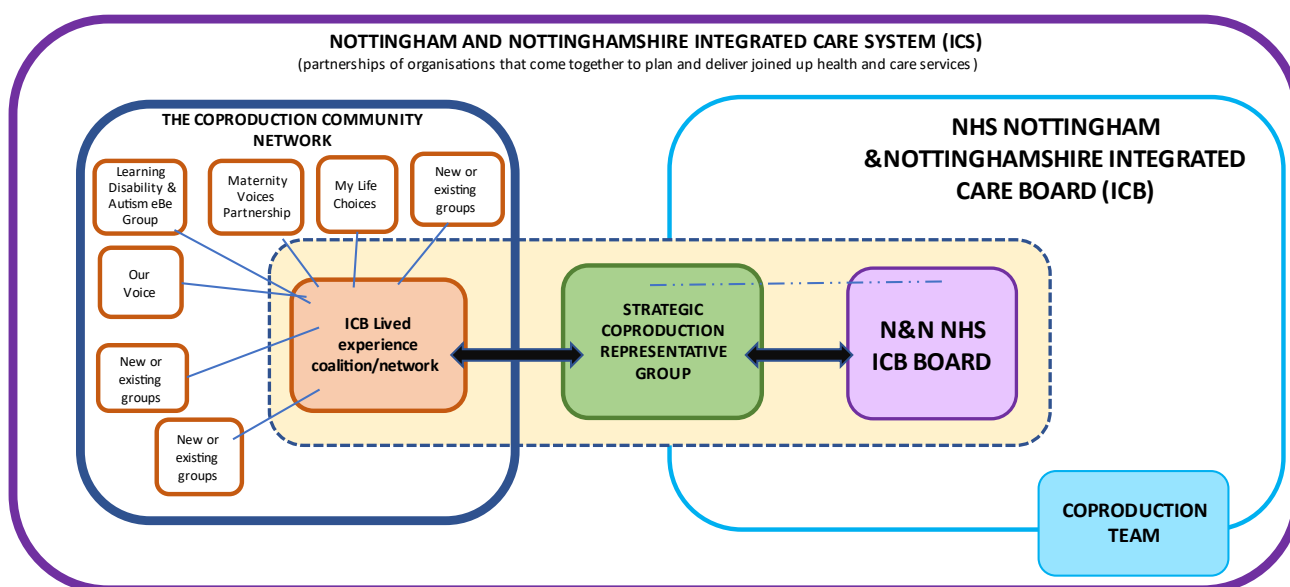 NOTTINGHAM AND NOTTINGHAMSHIRE INTEGRATED CARE SYSTEM (ICS)
(partnerships of organisations that come together to plan and deliver joined up health and care services)
THE COPRODUCTION COMMUNITY
NETWORK
Learning
Disability &
Autism eBe
Group
Maternity
Voices
Partnership
My Life
Choices
New or
existing
groups
Our
Voice
New or
existing
groups
New or
existing
groups
ICB Lived
experience
coalition/network
STRATEGIC
COPRODUCTION
REPRESENTATIVE
GROUP
NHS NOTTINGHAM
&NOTTINGHAMSHIRE INTEGRATED
CARE BOARD (ICB)
N&N NHS
ICB BOARD
COPRODUCTION
TEAM